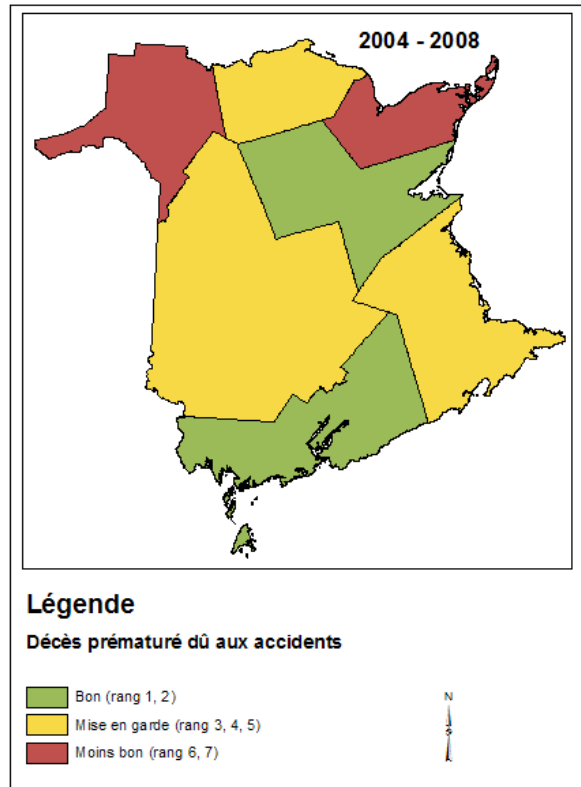 2004 - 2008
Légende
Décès prématuré dû aux accidents
Bon (rang 1, 2)
Mise en garde (rang 3, 4, 5)
Moins bon (rang 6, 7)
N
S